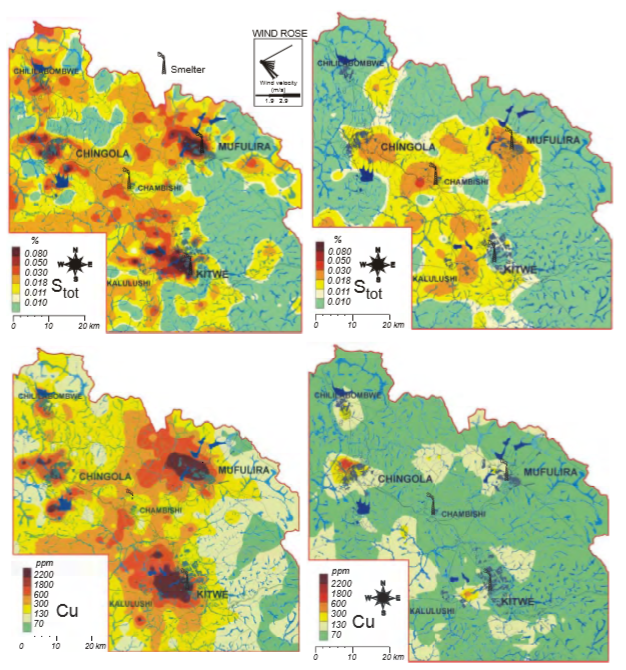 WIND ROSE
Wind velocity
(m/s)
1.9 2.9
Smelter
CHILILABOMBWE
CHINGOLA
MUFULIRA
CHAMBISHI
KITWE
KALULUSHI
%
0.080
0.050
0.030
0.018
0.011
0.010
N
W E
S
Stot
0 10 20 km
CHILILABOMBWE
CHINGOLA
MUFULIRA
CHAMBISHI
KITWE
KALULUSHI
%
0.080
0.050
0.030
0.018
0.011
0.010
N
W E
S
Stot
0 10 20 km
CHILILABOMBWE
CHINGOLA
MUFULIRA
CHAMBISHI
KITWE
KALULUSHI
ppm
2200
1800
600
300
130
70
Cu
0 10 20 km
CHILILABOMBWE
CHINGOLA
MUFULIRA
CHAMBISHI
KITWE
KALULUSHI
ppm
2200
1800
600
300
130
70
N
W E
S
Cu
0 10 20 km